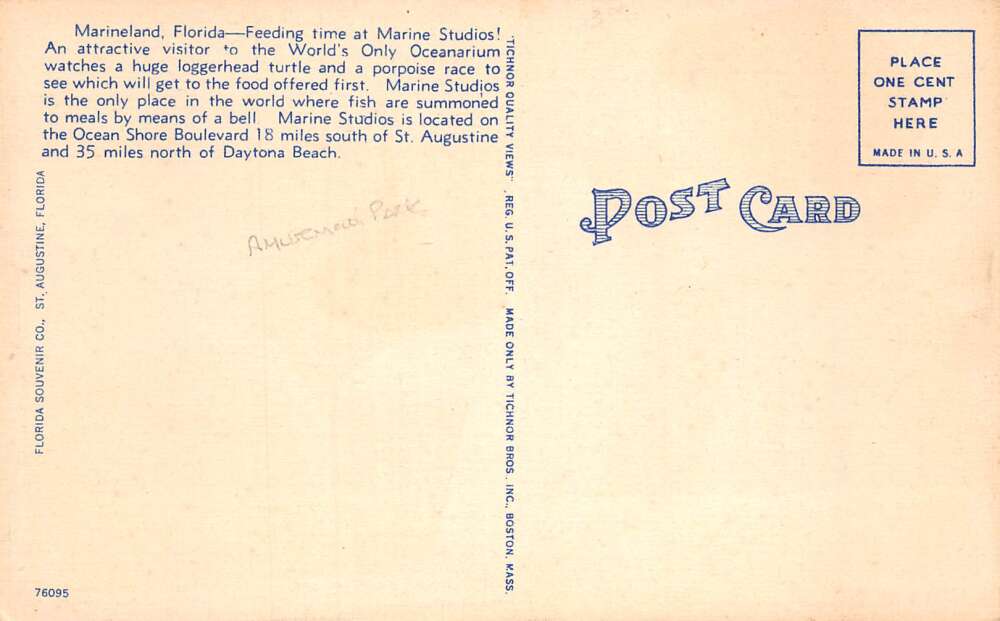 Marineland, Florida—Feeding time at Marine Studios!
An attractive visitor to the World's Only Oceanarium
watches a huge loggerhead turtle and a porpoise race to
see which will get to the food offered first. Marine Studios
is the only place in the world where fish are summoned
to meals by means of a bell Marine Studios is located on
the Ocean Shore Boulevard 18 miles south of St. Augustine
and 35 miles north of Daytona Beach.
FLORIDA SOUVENIR CO., ST. AUGUSTINE, FLORIDA
Amusement Park
76095
"TICHNOR QUALITY VIEWS" REG. U. S. PAT. OFF. MADE ONLY BY TICHNOR BROS. INC., BOSTON, MASS.
POST CARD
PLACE
ONE CENT
STAMP
HERE
MADE IN U. S. A